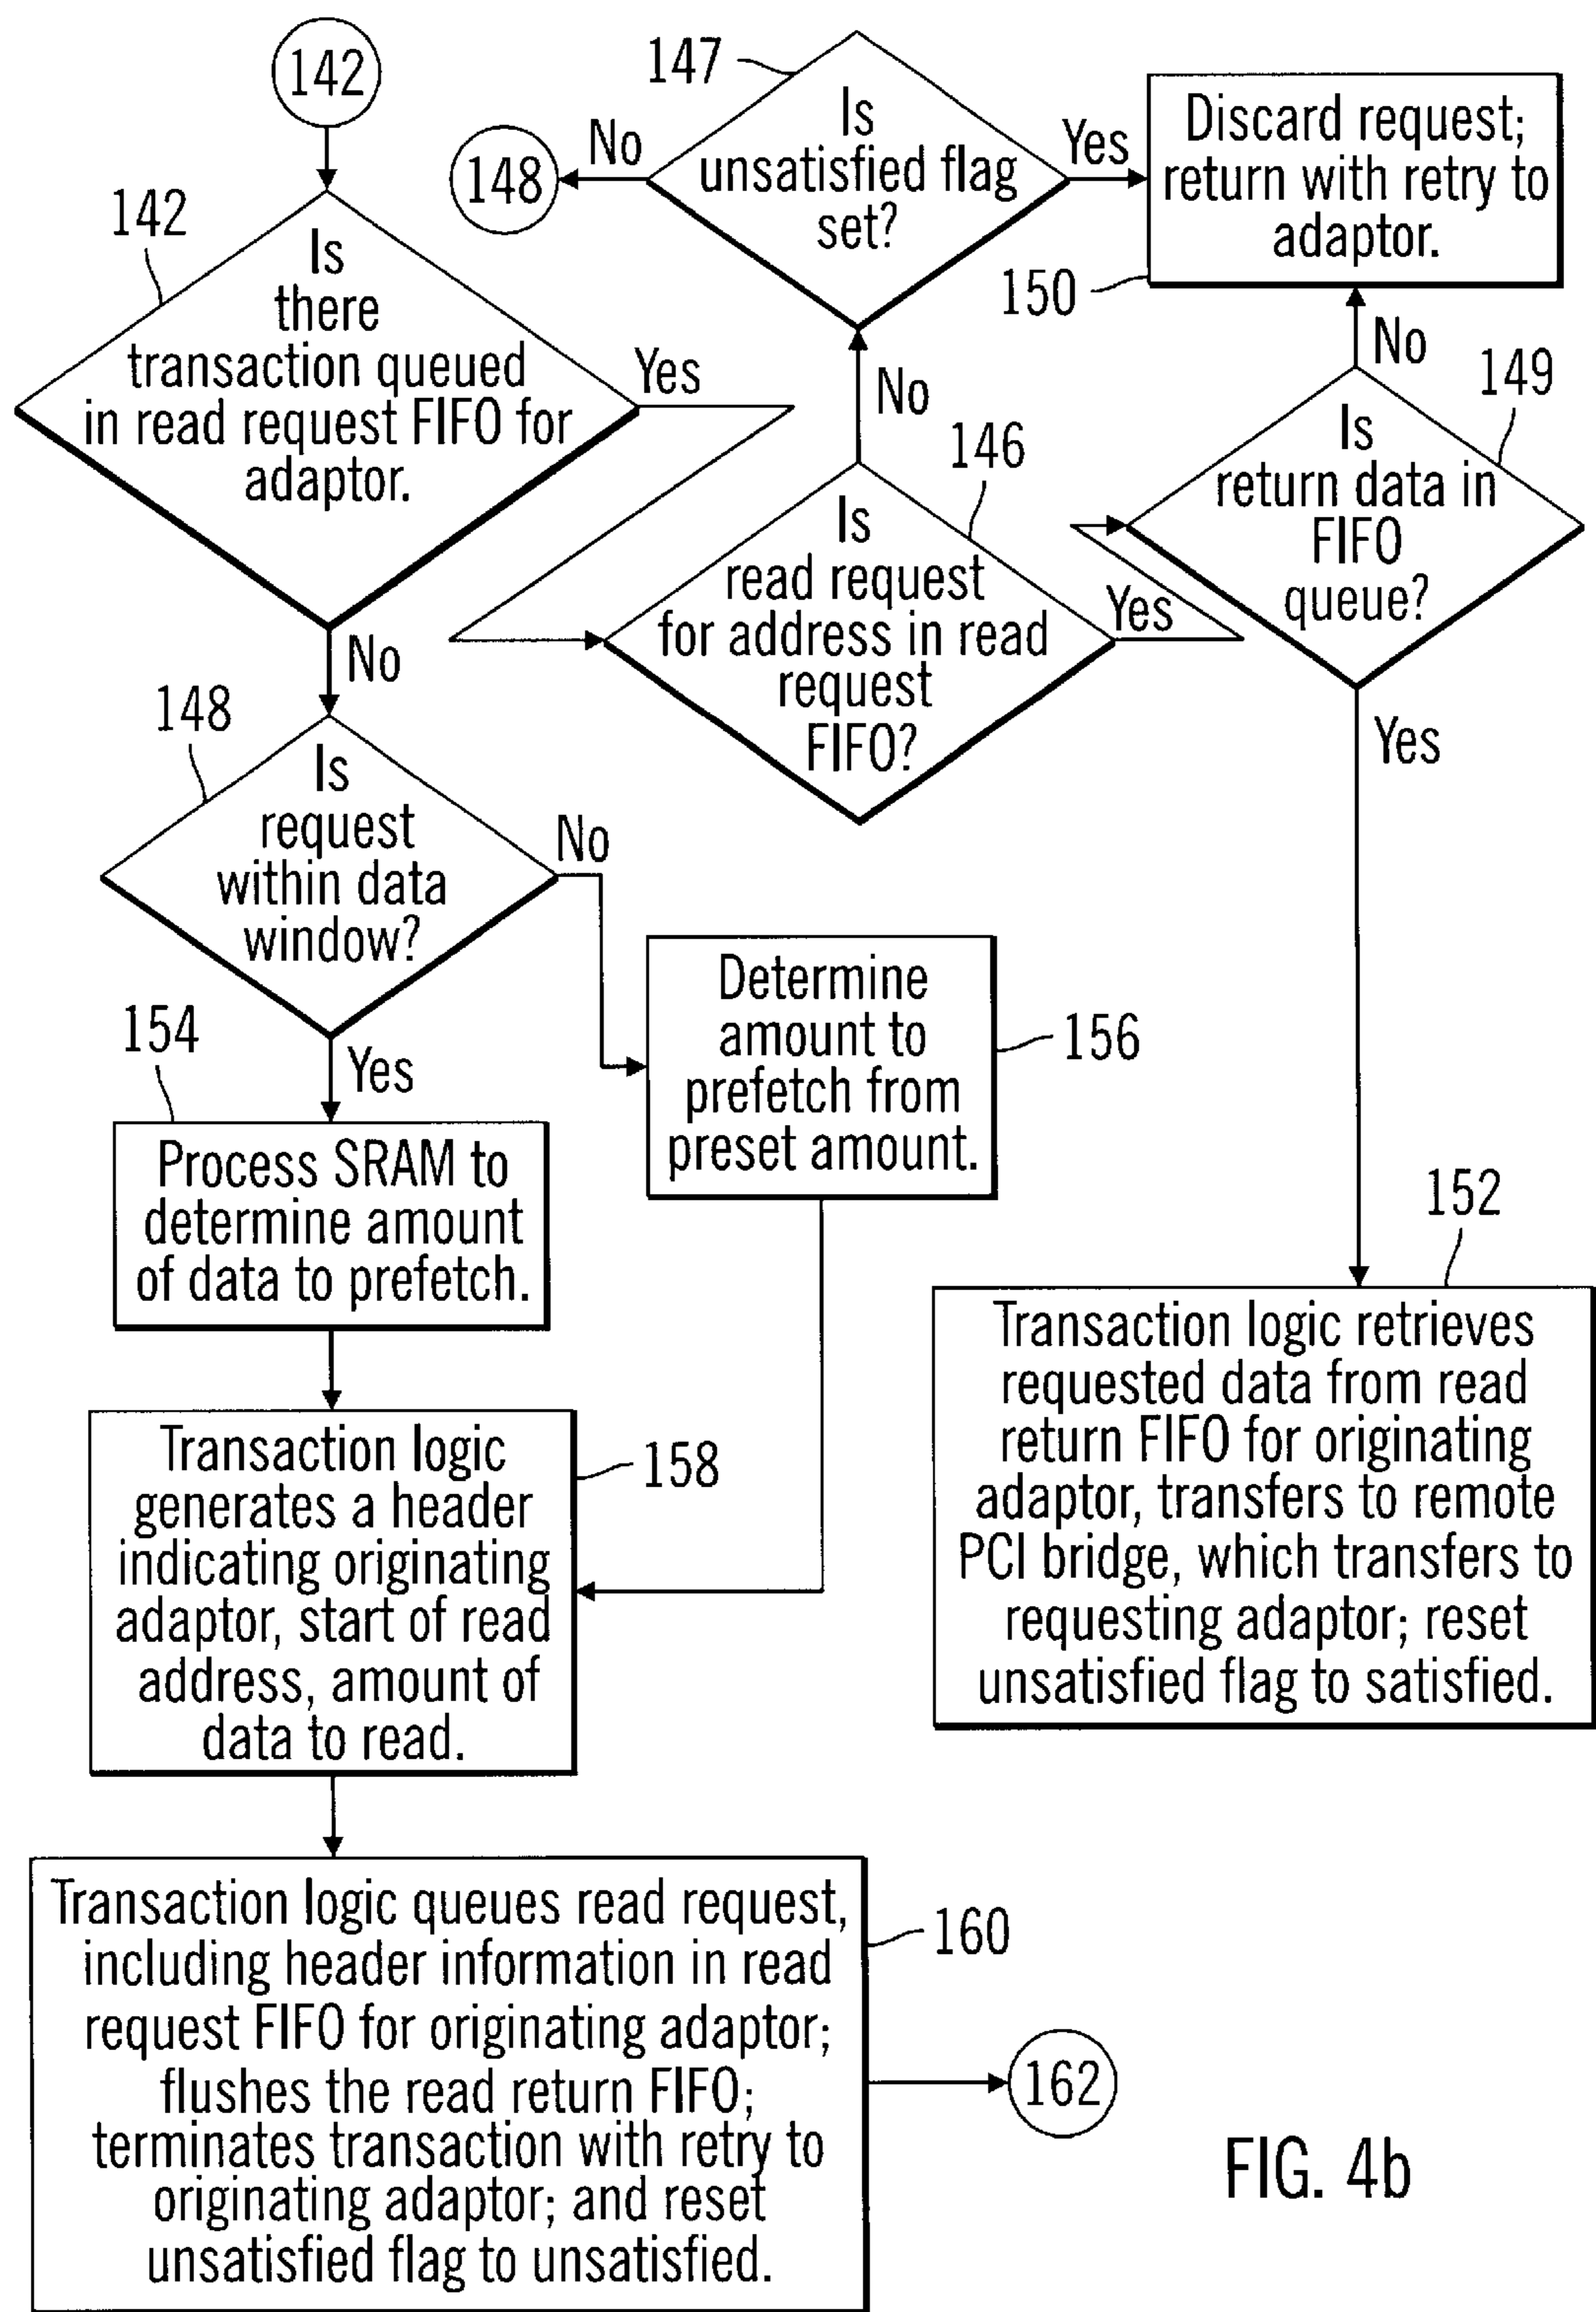 142
142
Is
there
transaction queued
in read request FIFO for
adaptor.
Yes
No
147
Is
unsatisfied flag
set?
No
148
Yes
Discard request;
return with retry to
adaptor.
150
No
146
Is
read request
for address in read
request
FIFO?
Yes
No
149
Is
return data in
FIFO
queue?
Yes
148
Is
request
within data
window?
No
Yes
154
Process SRAM to
determine amount
of data to prefetch.
Determine
amount to
prefetch from
preset amount.
156
152
Transaction logic retrieves
requested data from read
return FIFO for originating
adaptor, transfers to remote
PCI bridge, which transfers to
requesting adaptor; reset
unsatisfied flag to satisfied.
Transaction logic
generates a header
indicating originating
adaptor, start of read
address, amount of
data to read.
158
Transaction logic queues read request,
including header information in read
request FIFO for originating adaptor;
flushes the read return FIFO;
terminates transaction with retry to
originating adaptor; and reset
unsatisfied flag to unsatisfied.
160
162
FIG. 4b